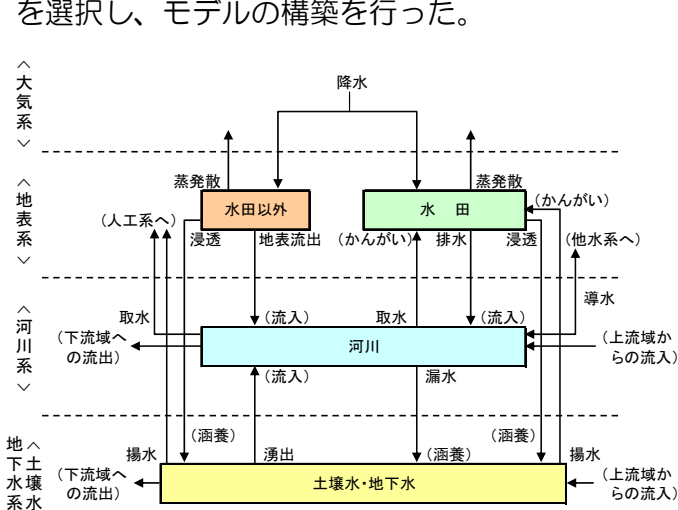 を選択し、モデルの構築を行った。
<大気系>
降水
蒸発散
蒸発散
<地表系>
水田以外
水　田
(かんがい)
(人工系へ)
浸透
地表流出
(かんがい)
排水
浸透
(他水系へ)
導水
<河川系>
取水
(流入)
取水
(流入)
(下流域へ
の流出)
河川
(上流域か
らの流入)
(流入)
漏水
<土壌水
地下水系
揚水
(涵養)
湧出
(涵養)
(涵養)
揚水
(下流域へ
の流出)
土壌水・地下水
(上流域か
らの流入)